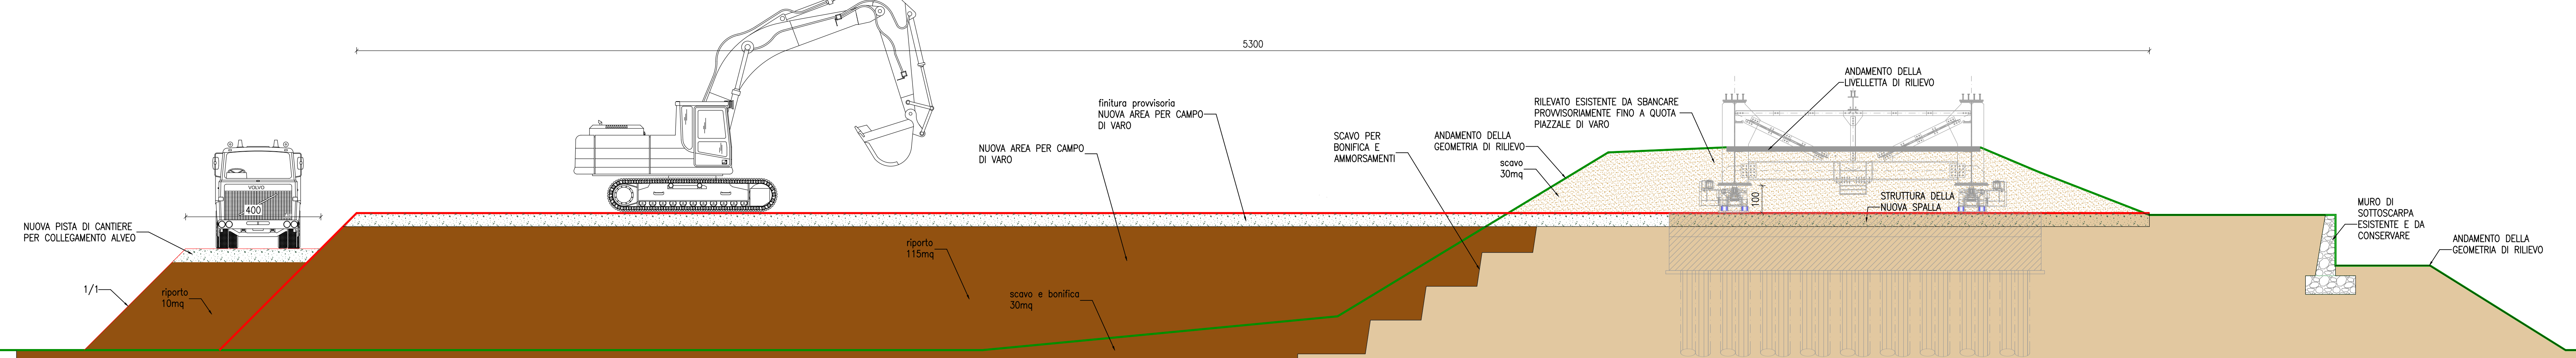 5300
ANDAMENTO DELLA
LIVELLETTA DI RILIEVO
finitura provvisoria
NUOVA AREA PER CAMPO
DI VARO
RILEVATO ESISTENTE DA SBANCARE
PROVVISORIAMENTE FINO A QUOTA
PIAZZALE DI VARO
SCAVO PER
BONIFICA E
AMMORSAMENTI
ANDAMENTO DELLA
GEOMETRIA DI RILIEVO
NUOVA AREA PER CAMPO
DI VARO
scavo
30mq
VOLVO
400
100
STRUTTURA DELLA
NUOVA SPALLA
MURO DI
SOTTOSCARPA
ESISTENTE E DA
CONSERVARE
NUOVA PISTA DI CANTIERE
PER COLLEGAMENTO ALVEO
ANDAMENTO DELLA
GEOMETRIA DI RILIEVO
riporto
115mq
1/1
riporto
10mq
scavo e bonifica
30mq